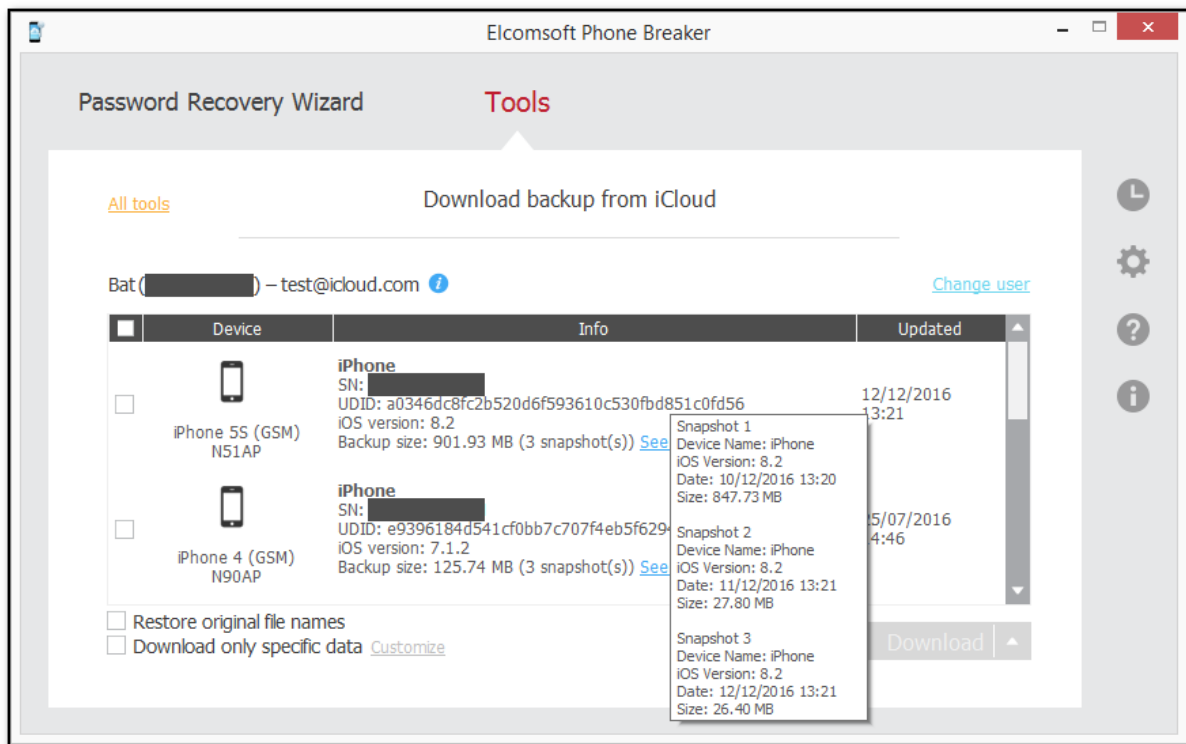 Elcomsoft Phone Breaker
Password Recovery Wizard
Tools
All tools
Download backup from iCloud
Bat ( ) – test@icloud.com
Change user
Device Info Updated
iPhone
SN:
UDID: a0346dc8fc2b520d6f593610c530fbd851c0fd56
iOS version: 8.2
Backup size: 901.93 MB (3 snapshot(s)) See
iPhone 5S (GSM)
N51AP
12/12/2016
13:21
iPhone
SN:
UDID: e9396184d541cf0bb7c707f4eb5f6294
iOS version: 7.1.2
Backup size: 125.74 MB (3 snapshot(s)) See
iPhone 4 (GSM)
N90AP
25/07/2016
4:46
Snapshot 1
Device Name: iPhone
iOS Version: 8.2
Date: 10/12/2016 13:20
Size: 847.73 MB
Snapshot 2
Device Name: iPhone
iOS Version: 8.2
Date: 11/12/2016 13:21
Size: 27.80 MB
Snapshot 3
Device Name: iPhone
iOS Version: 8.2
Date: 12/12/2016 13:21
Size: 26.40 MB
Restore original file names
Download only specific data Customize
Download